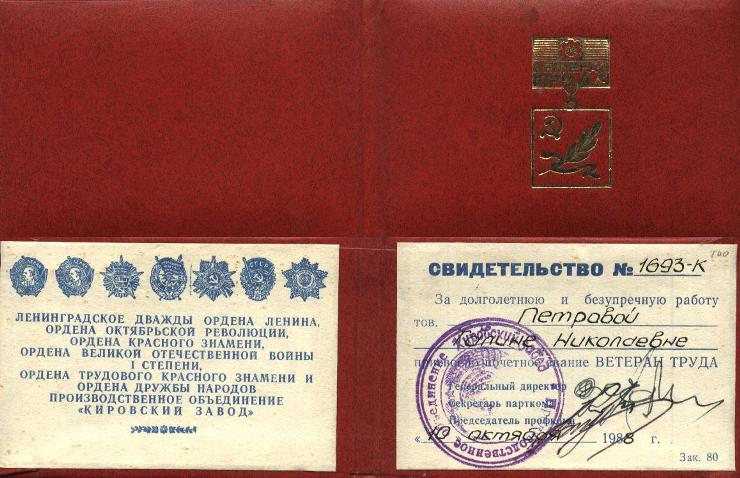 ВЕТЕРАН
ТРУДА
ЛЕНИНГРАДСКОЕ ДВАЖДЫ ОРДЕНА ЛЕНИНА,
ОРДЕНА ОКТЯБРЬСКОЙ РЕВОЛЮЦИИ,
ОРДЕНА КРАСНОГО ЗНАМЕНИ,
ОРДЕНА ВЕЛИКОЙ ОТЕЧЕСТВЕННОЙ ВОЙНЫ
I СТЕПЕНИ,
ОРДЕНА ТРУДОВОГО КРАСНОГО ЗНАМЕНИ И
ОРДЕНА ДРУЖБЫ НАРОДОВ
ПРОИЗВОДСТВЕННОЕ ОБЪЕДИНЕНИЕ
«КИРОВСКИЙ ЗАВОД»
СВИДЕТЕЛЬСТВО № 1693-К
За долголетнюю и безупречную работу
тов. Петровой
Галине Николаевне
присвоено почетное звание ВЕТЕРАН ТРУДА
Генеральный директор
Секретарь парткома
Председатель профкома
«10 октября 1988 г.
Зак. 80